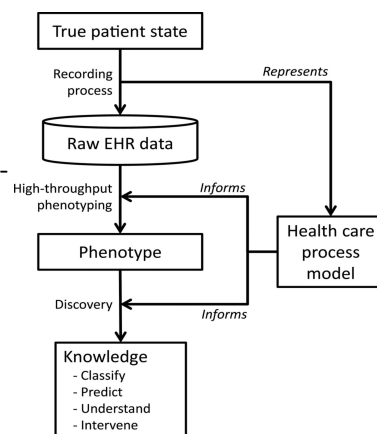 True patient state
Recording
process
Represents
Raw EHR data
High-throughput
phenotyping
Informs
Health care
process
model
Phenotype
Discovery
Informs
Knowledge
- Classify
- Predict
- Understand
- Intervene